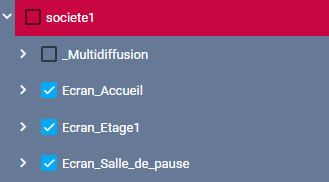 societe1
_Multidiffusion
Ecran_Accueil
Ecran_Etage1
Ecran_Salle_de_pause